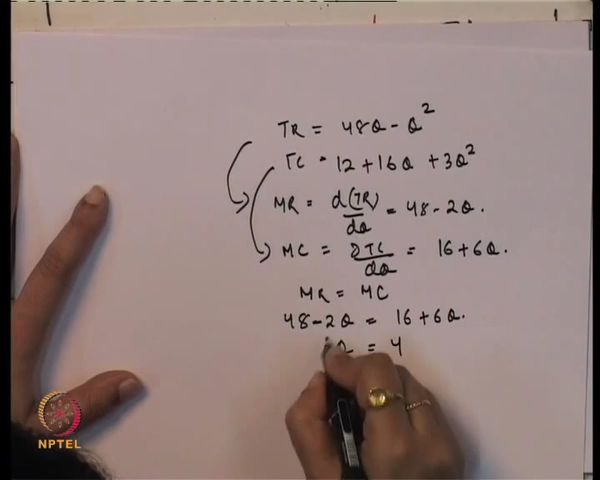 TR = 48Q - Q²
TC = 12 + 16Q + 3Q²
MR = d(TR)/dQ = 48 - 2Q.
MC = ∂TC/dQ = 16 + 6Q.
MR = MC
48 - 2Q = 16 + 6Q.
Q = 4
NPTEL